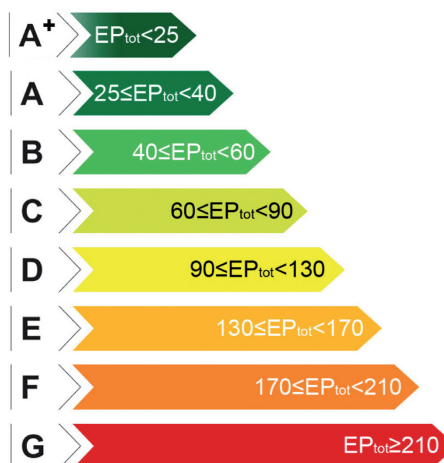 A+ EPtot<25
A 25≤EPtot<40
B 40≤EPtot<60
C 60≤EPtot<90
D 90≤EPtot<130
E 130≤EPtot<170
F 170≤EPtot<210
G EPtot≥210